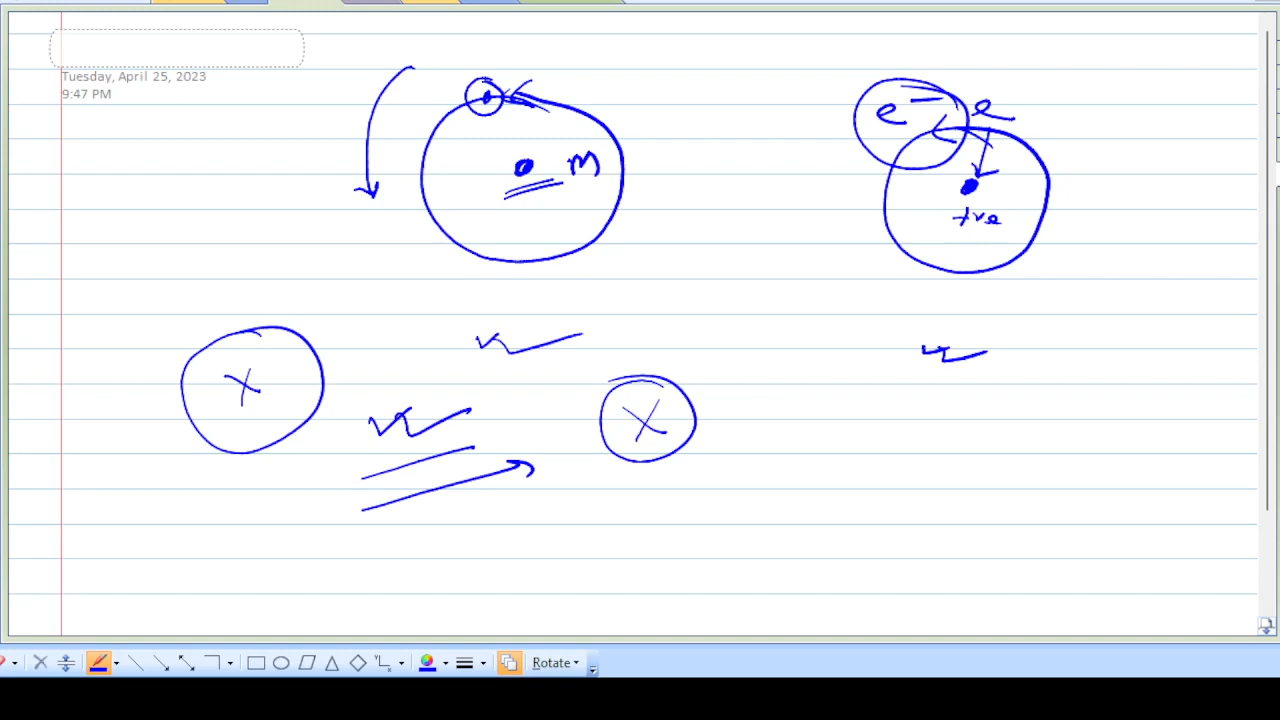 Tuesday, April 25, 2023
9:47 PM
m
e⁻ e
+ve
X
X
Rotate